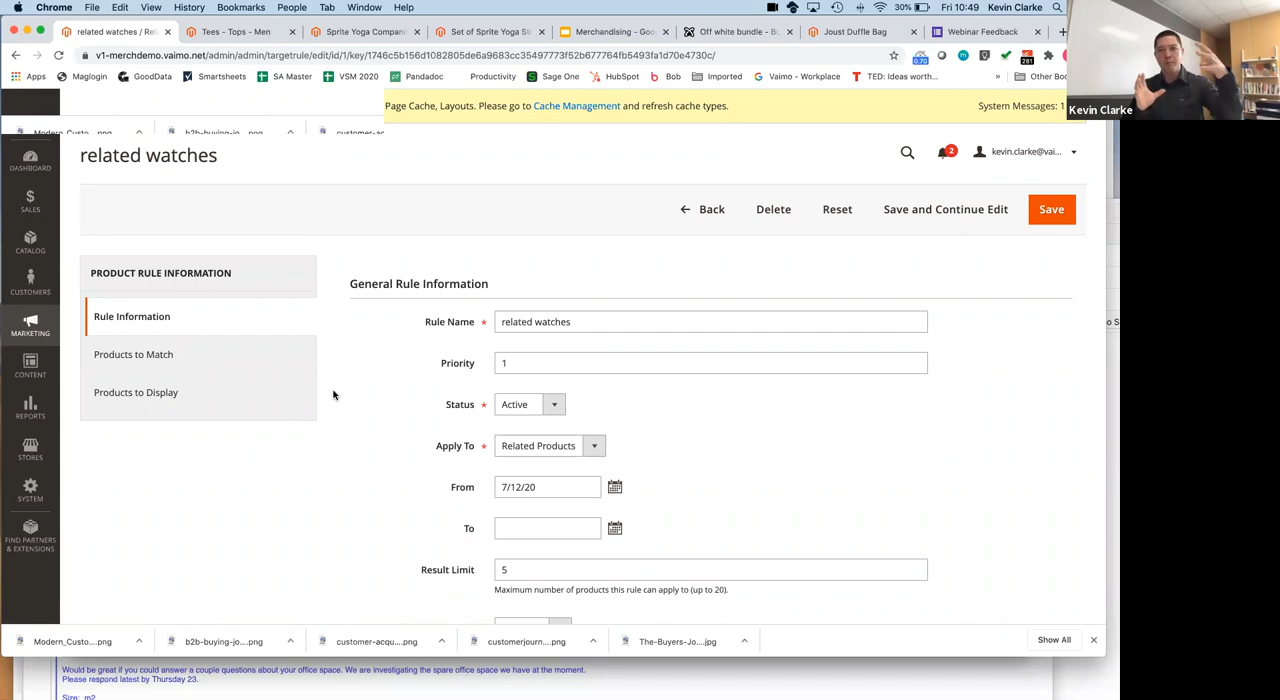 Chrome File Edit View History Bookmarks People Tab Window Help 30% Fri 10:49 Kevin Clarke
related watches / Rel Tees - Tops - Men Sprite Yoga Compani Set of Sprite Yoga St Merchandising - Goo Off white bundle - B Joust Duffle Bag Webinar Feedback
v1-merchdemo.vaimo.net/admin/admin/targetrule/edit/id/1/key/1746c5b156d1082305de6a9683cc35497773f52b677764fb5493fa1d70e4730c/
0.70 281
Apps Maglogin GoodData Smartsheets SA Master VSM 2020 Pandadoc Productivity Sage One HubSpot Bob Imported Vaimo - Workplace TED: Ideas worth... » Other Boo
Kevin Clarke
Page Cache, Layouts. Please go to Cache Management and refresh cache types. System Messages: 1
related watches
2 kevin.clarke@vai...
← Back Delete Reset Save and Continue Edit Save
DASHBOARD
SALES
CATALOG
CUSTOMERS
MARKETING
CONTENT
REPORTS
STORES
SYSTEM
FIND PARTNERS
& EXTENSIONS
PRODUCT RULE INFORMATION
Rule Information
Products to Match
Products to Display
General Rule Information
Rule Name * related watches
Priority 1
Status * Active
Apply To * Related Products
From 7/12/20
To
Result Limit 5
Maximum number of products this rule can apply to (up to 20).
Modern_Custo....png b2b-buying-jo....png customer-acqu....png customerjourn....png The-Buyers-Jo....jpg Show All
Would be great if you could answer a couple questions about your office space. We are investigating the spare office space we have at the moment.
Please respond latest by Thursday 23.
Size: m2